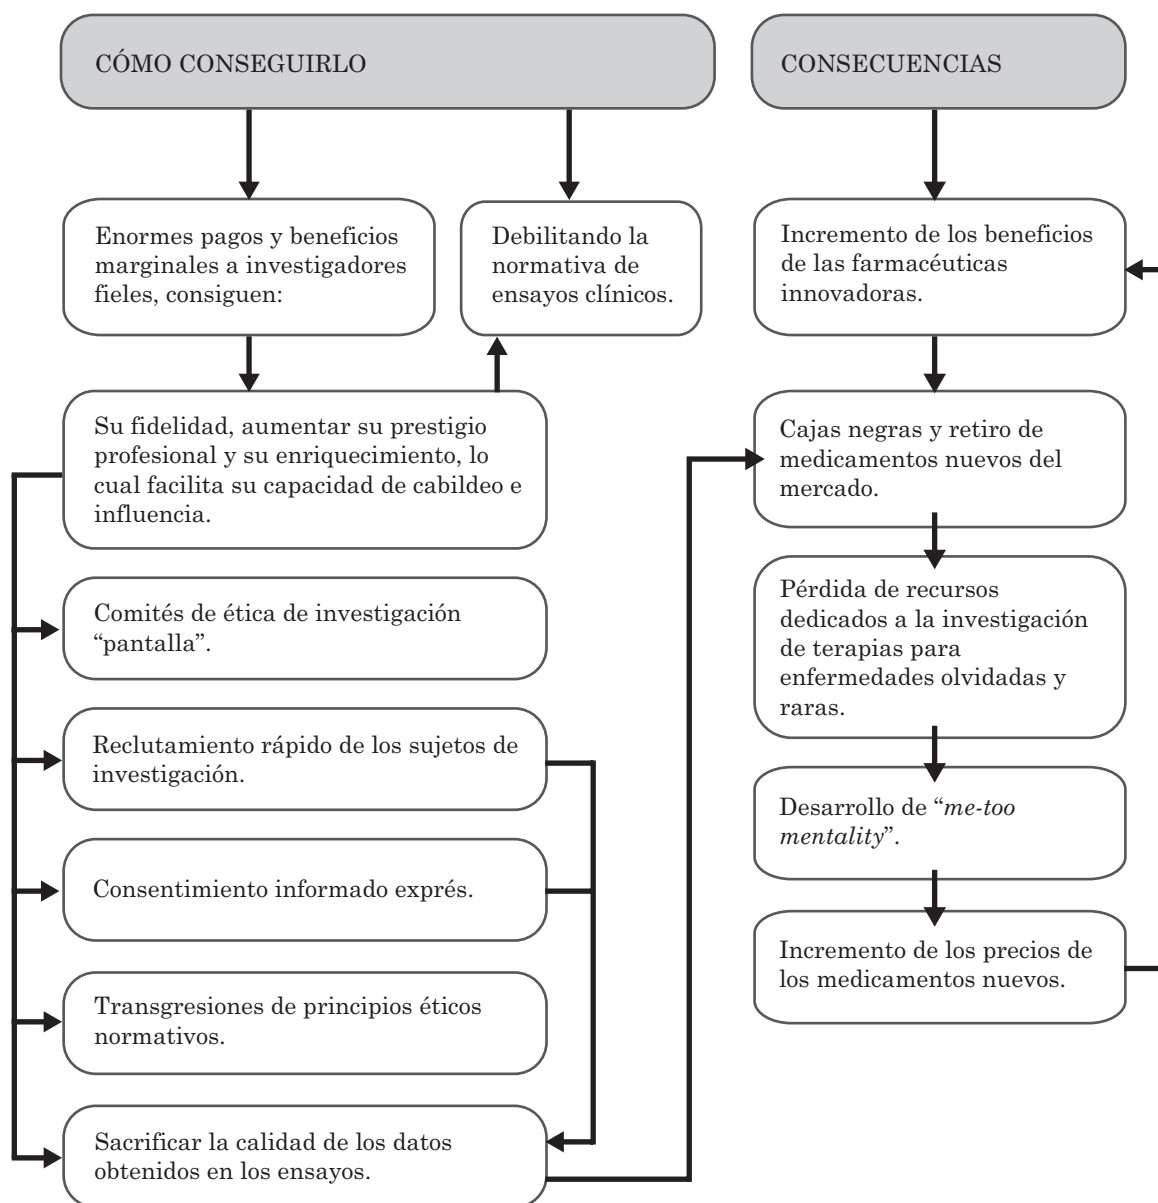 CÓMO CONSEGUIRLO
Enormes pagos y beneficios
marginales a investigadores
fieles, consiguen:
Debilitando la
normativa de
ensayos clínicos.
Su fidelidad, aumentar su prestigio
profesional y su enriquecimiento, lo
cual facilita su capacidad de cabildeo e
influencia.
Comités de ética de investigación
“pantalla”.
Reclutamiento rápido de los sujetos de
investigación.
Consentimiento informado exprés.
Transgresiones de principios éticos
normativos.
Sacrificar la calidad de los datos
obtenidos en los ensayos.
CONSECUENCIAS
Incremento de los beneficios
de las farmacéuticas
innovadoras.
Cajas negras y retiro de
medicamentos nuevos del
mercado.
Pérdida de recursos
dedicados a la investigación
de terapias para
enfermedades olvidadas y
raras.
Desarrollo de “me-too
mentality”.
Incremento de los precios de
los medicamentos nuevos.